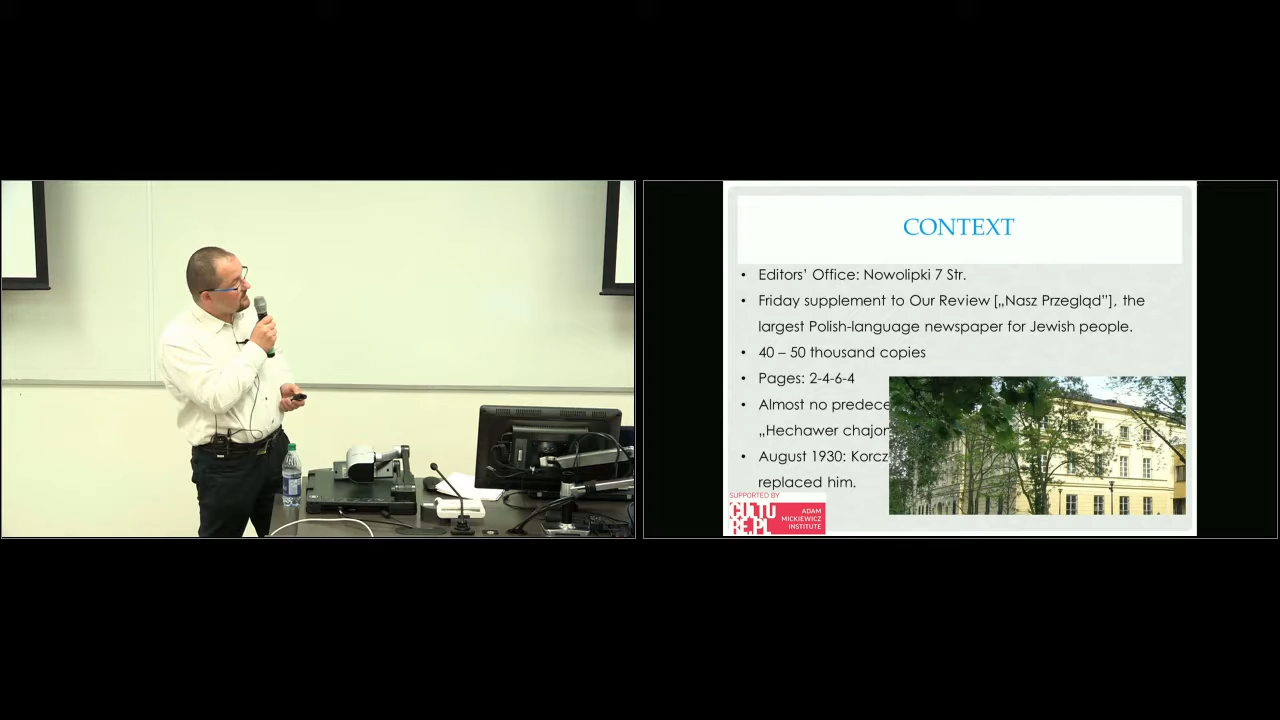 CONTEXT
• Editors’ Office: Nowolipki 7 Str.
• Friday supplement to Our Review [„Nasz Przegląd”], the
largest Polish-language newspaper for Jewish people.
• 40 – 50 thousand copies
• Pages: 2-4-6-4
• Almost no predece
„Hechawer chajor
• August 1930: Korcz
replaced him.
SUPPORTED BY
CULTU
RE.PL
ADAM
MICKIEWICZ
INSTITUTE